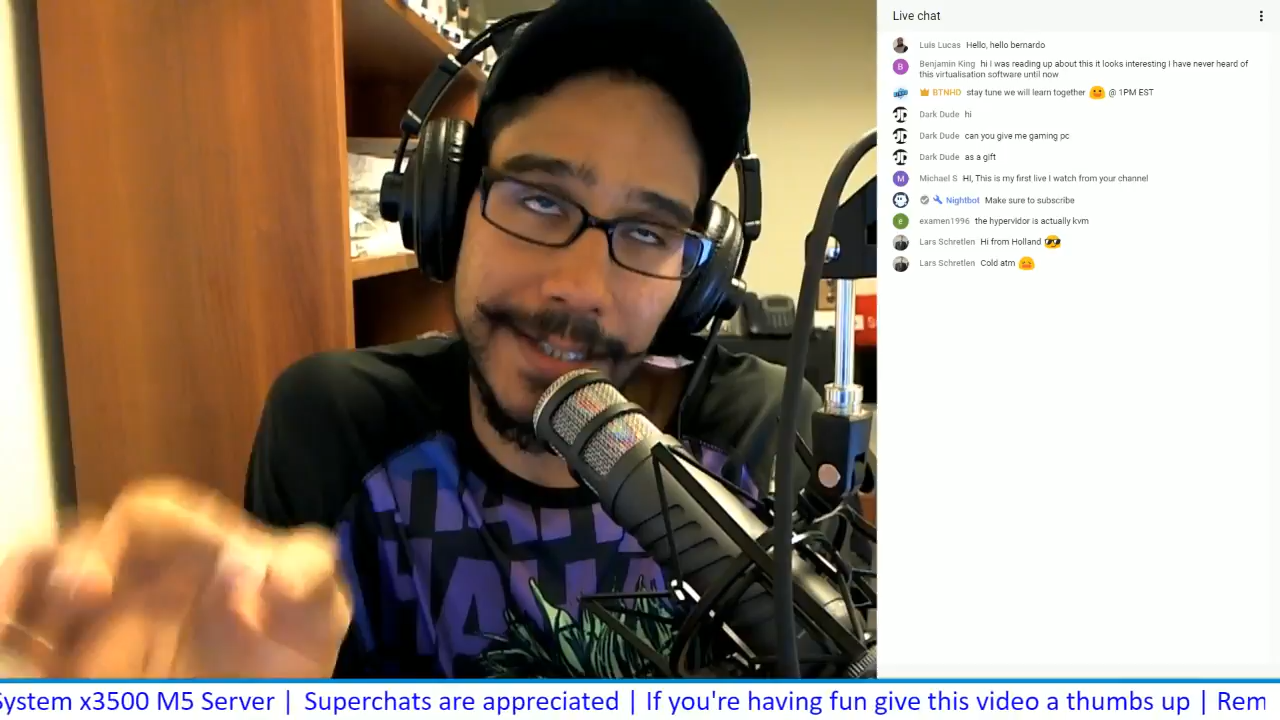 Live chat
Luis Lucas Hello, hello bernardo
B Benjamin King hi I was reading up about this it looks interesting I have never heard of
this virtualisation software until now
BTNHD stay tune we will learn together @ 1PM EST
Dark Dude hi
Dark Dude can you give me gaming pc
Dark Dude as a gift
M Michael S HI, This is my first live I watch from your channel
Nightbot Make sure to subscribe
e examen1996 the hypervidor is actually kvm
Lars Schretlen Hi from Holland
Lars Schretlen Cold atm
System x3500 M5 Server | Superchats are appreciated | If you're having fun give this video a thumbs up | Rem